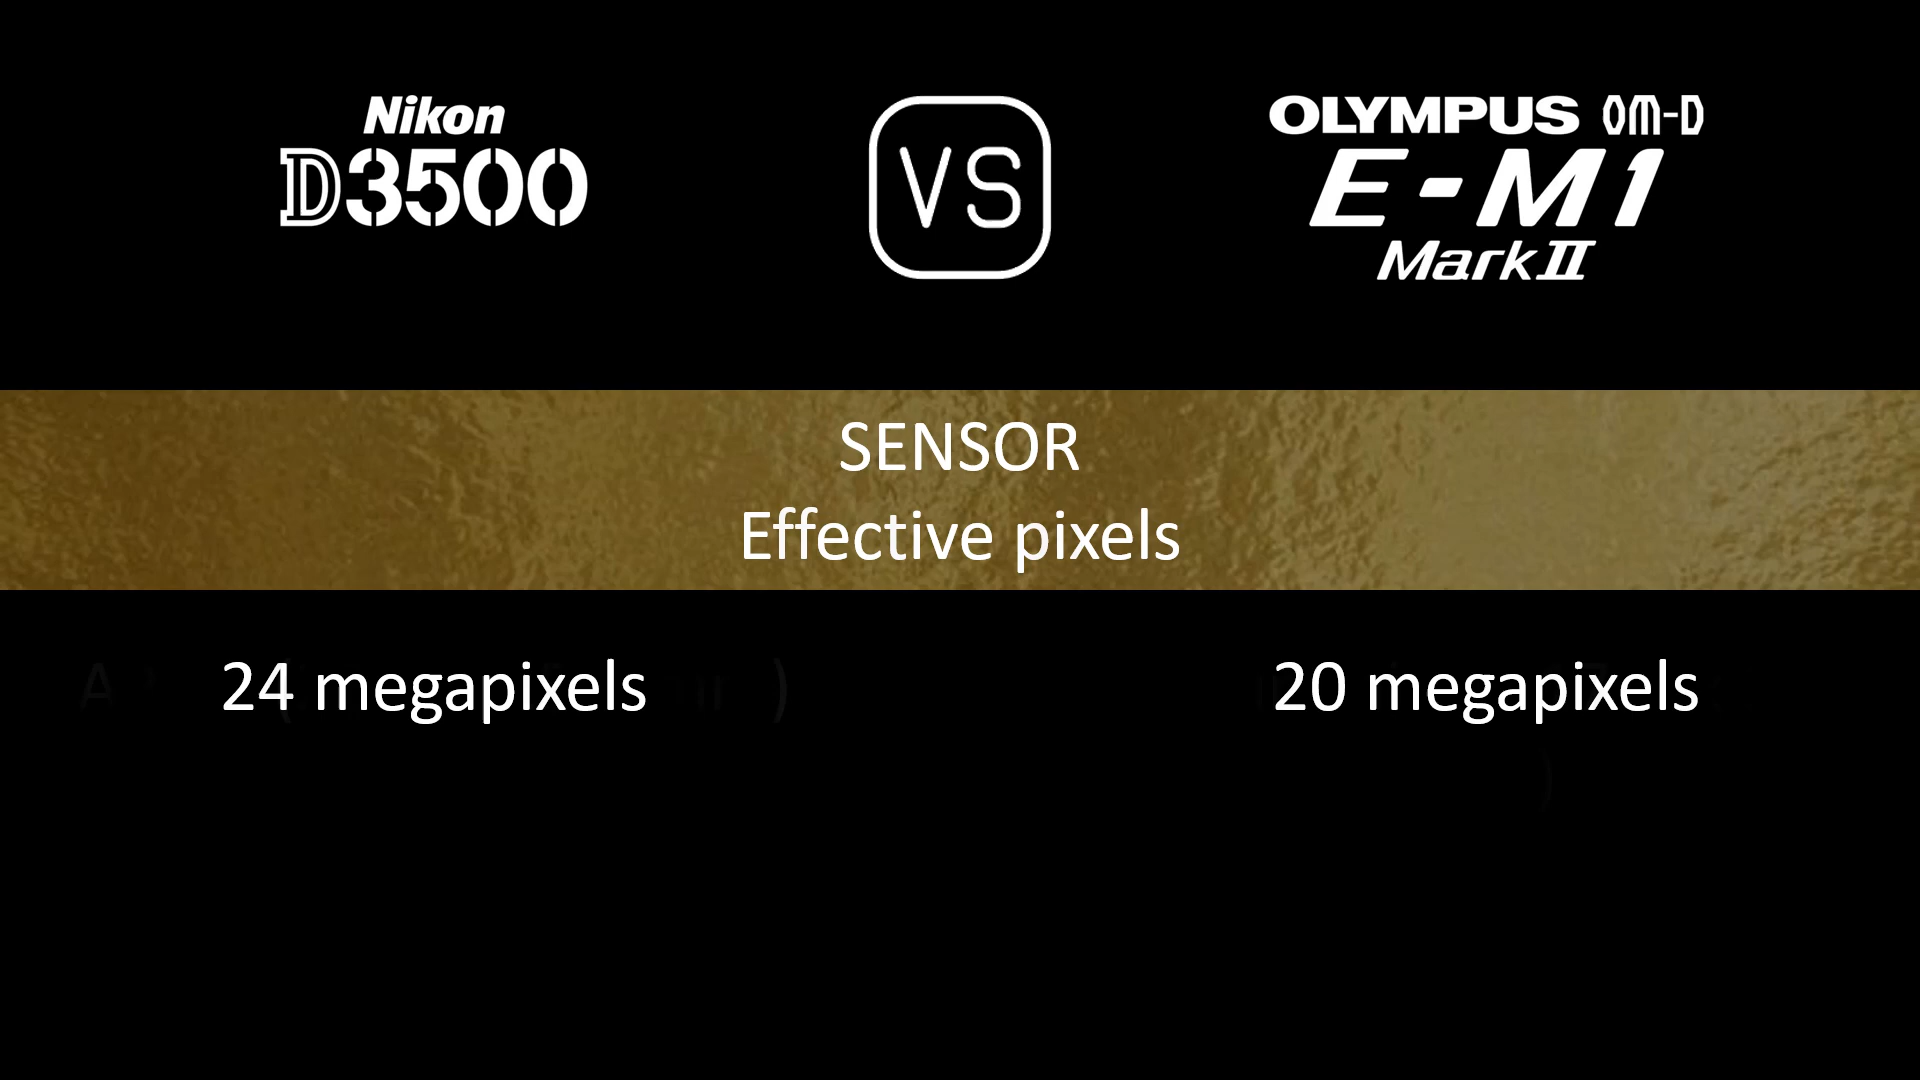 Nikon
D3500
VS
OLYMPUS OM-D
E-M1
Mark II
SENSOR
Effective pixels
24 megapixels
20 megapixels